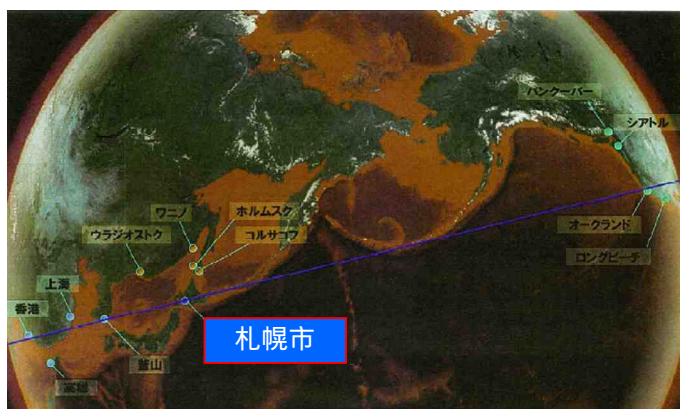 バンクーバー
シアトル
ワニノ
ホルムスク
ウラジオストク
コルサコフ
オークランド
ロングビーチ
上海
香港
札幌市
釜山
高雄